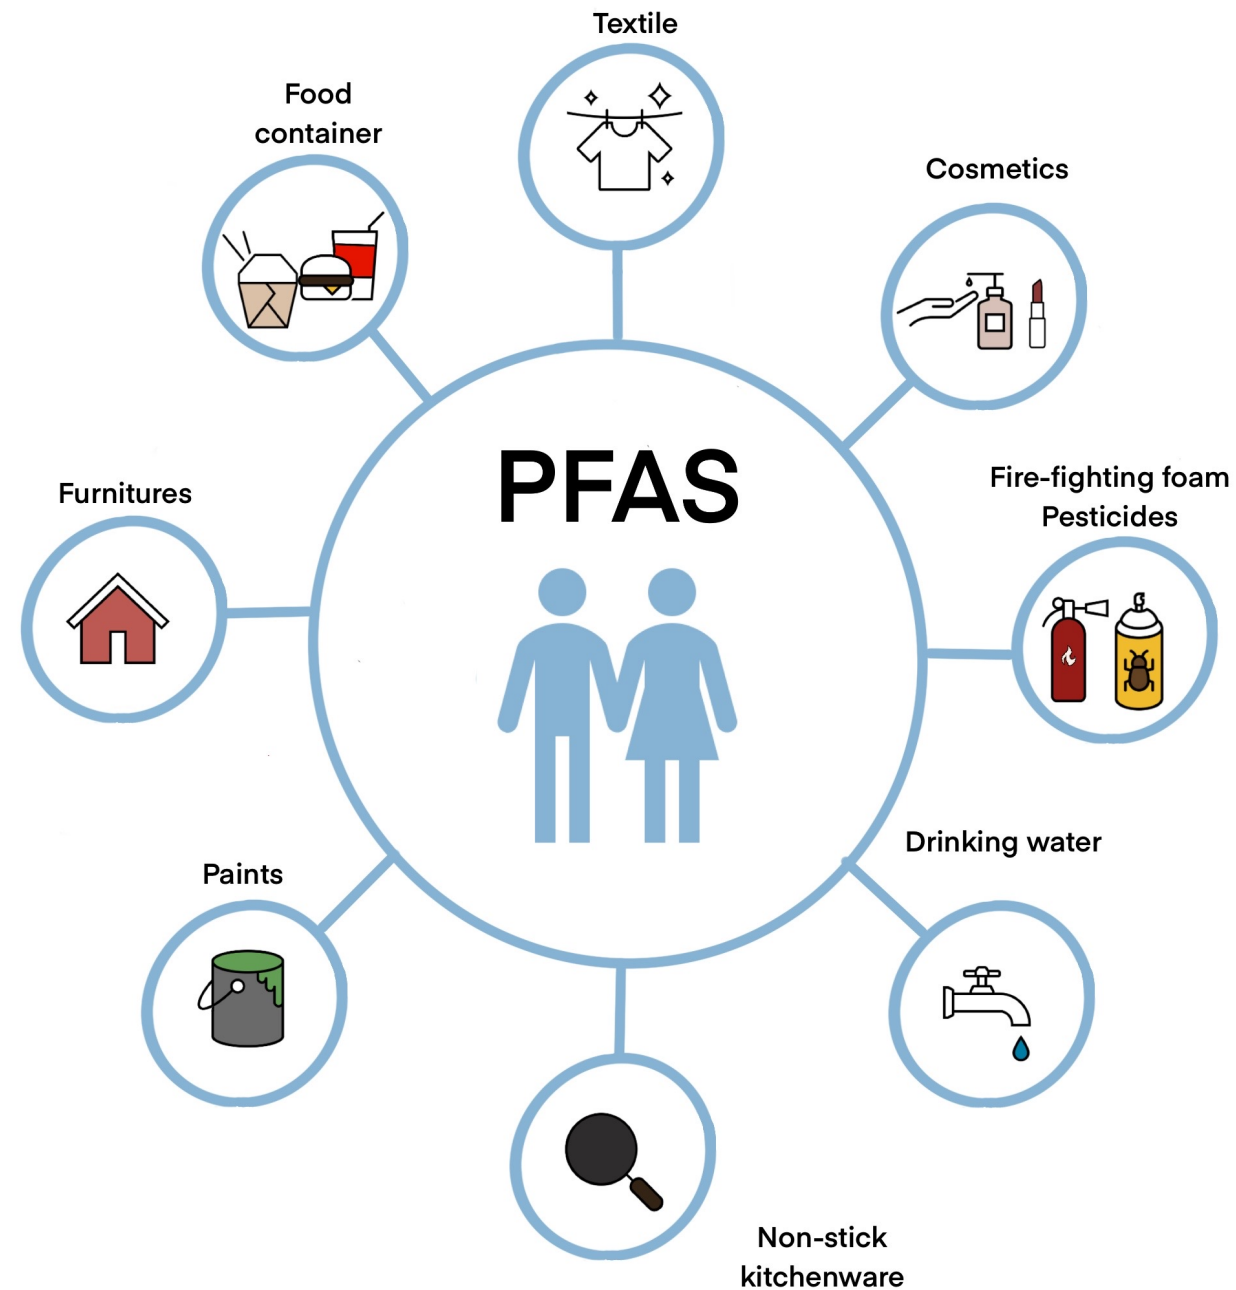 Textile
Food
container
Cosmetics
PFAS
Fire-fighting foam
Pesticides
Furnitures
Drinking water
Paints
Non-stick
kitchenware